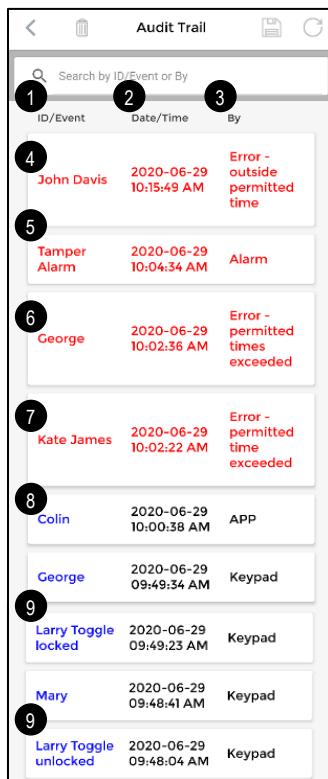 Audit Trail
Search by ID/Event or By
1 2 3
ID/Event Date/Time By
4
John Davis 2020-06-29 10:15:49 AM Error - outside permitted time
5
Tamper Alarm 2020-06-29 10:04:34 AM Alarm
6
George 2020-06-29 10:02:36 AM Error - permitted times exceeded
7
Kate James 2020-06-29 10:02:22 AM Error - permitted time exceeded
8
Colin 2020-06-29 10:00:38 AM APP
George 2020-06-29 09:49:34 AM Keypad
9
Larry Toggle locked 2020-06-29 09:49:23 AM Keypad
Mary 2020-06-29 09:48:41 AM Keypad
9
Larry Toggle unlocked 2020-06-29 09:48:04 AM Keypad